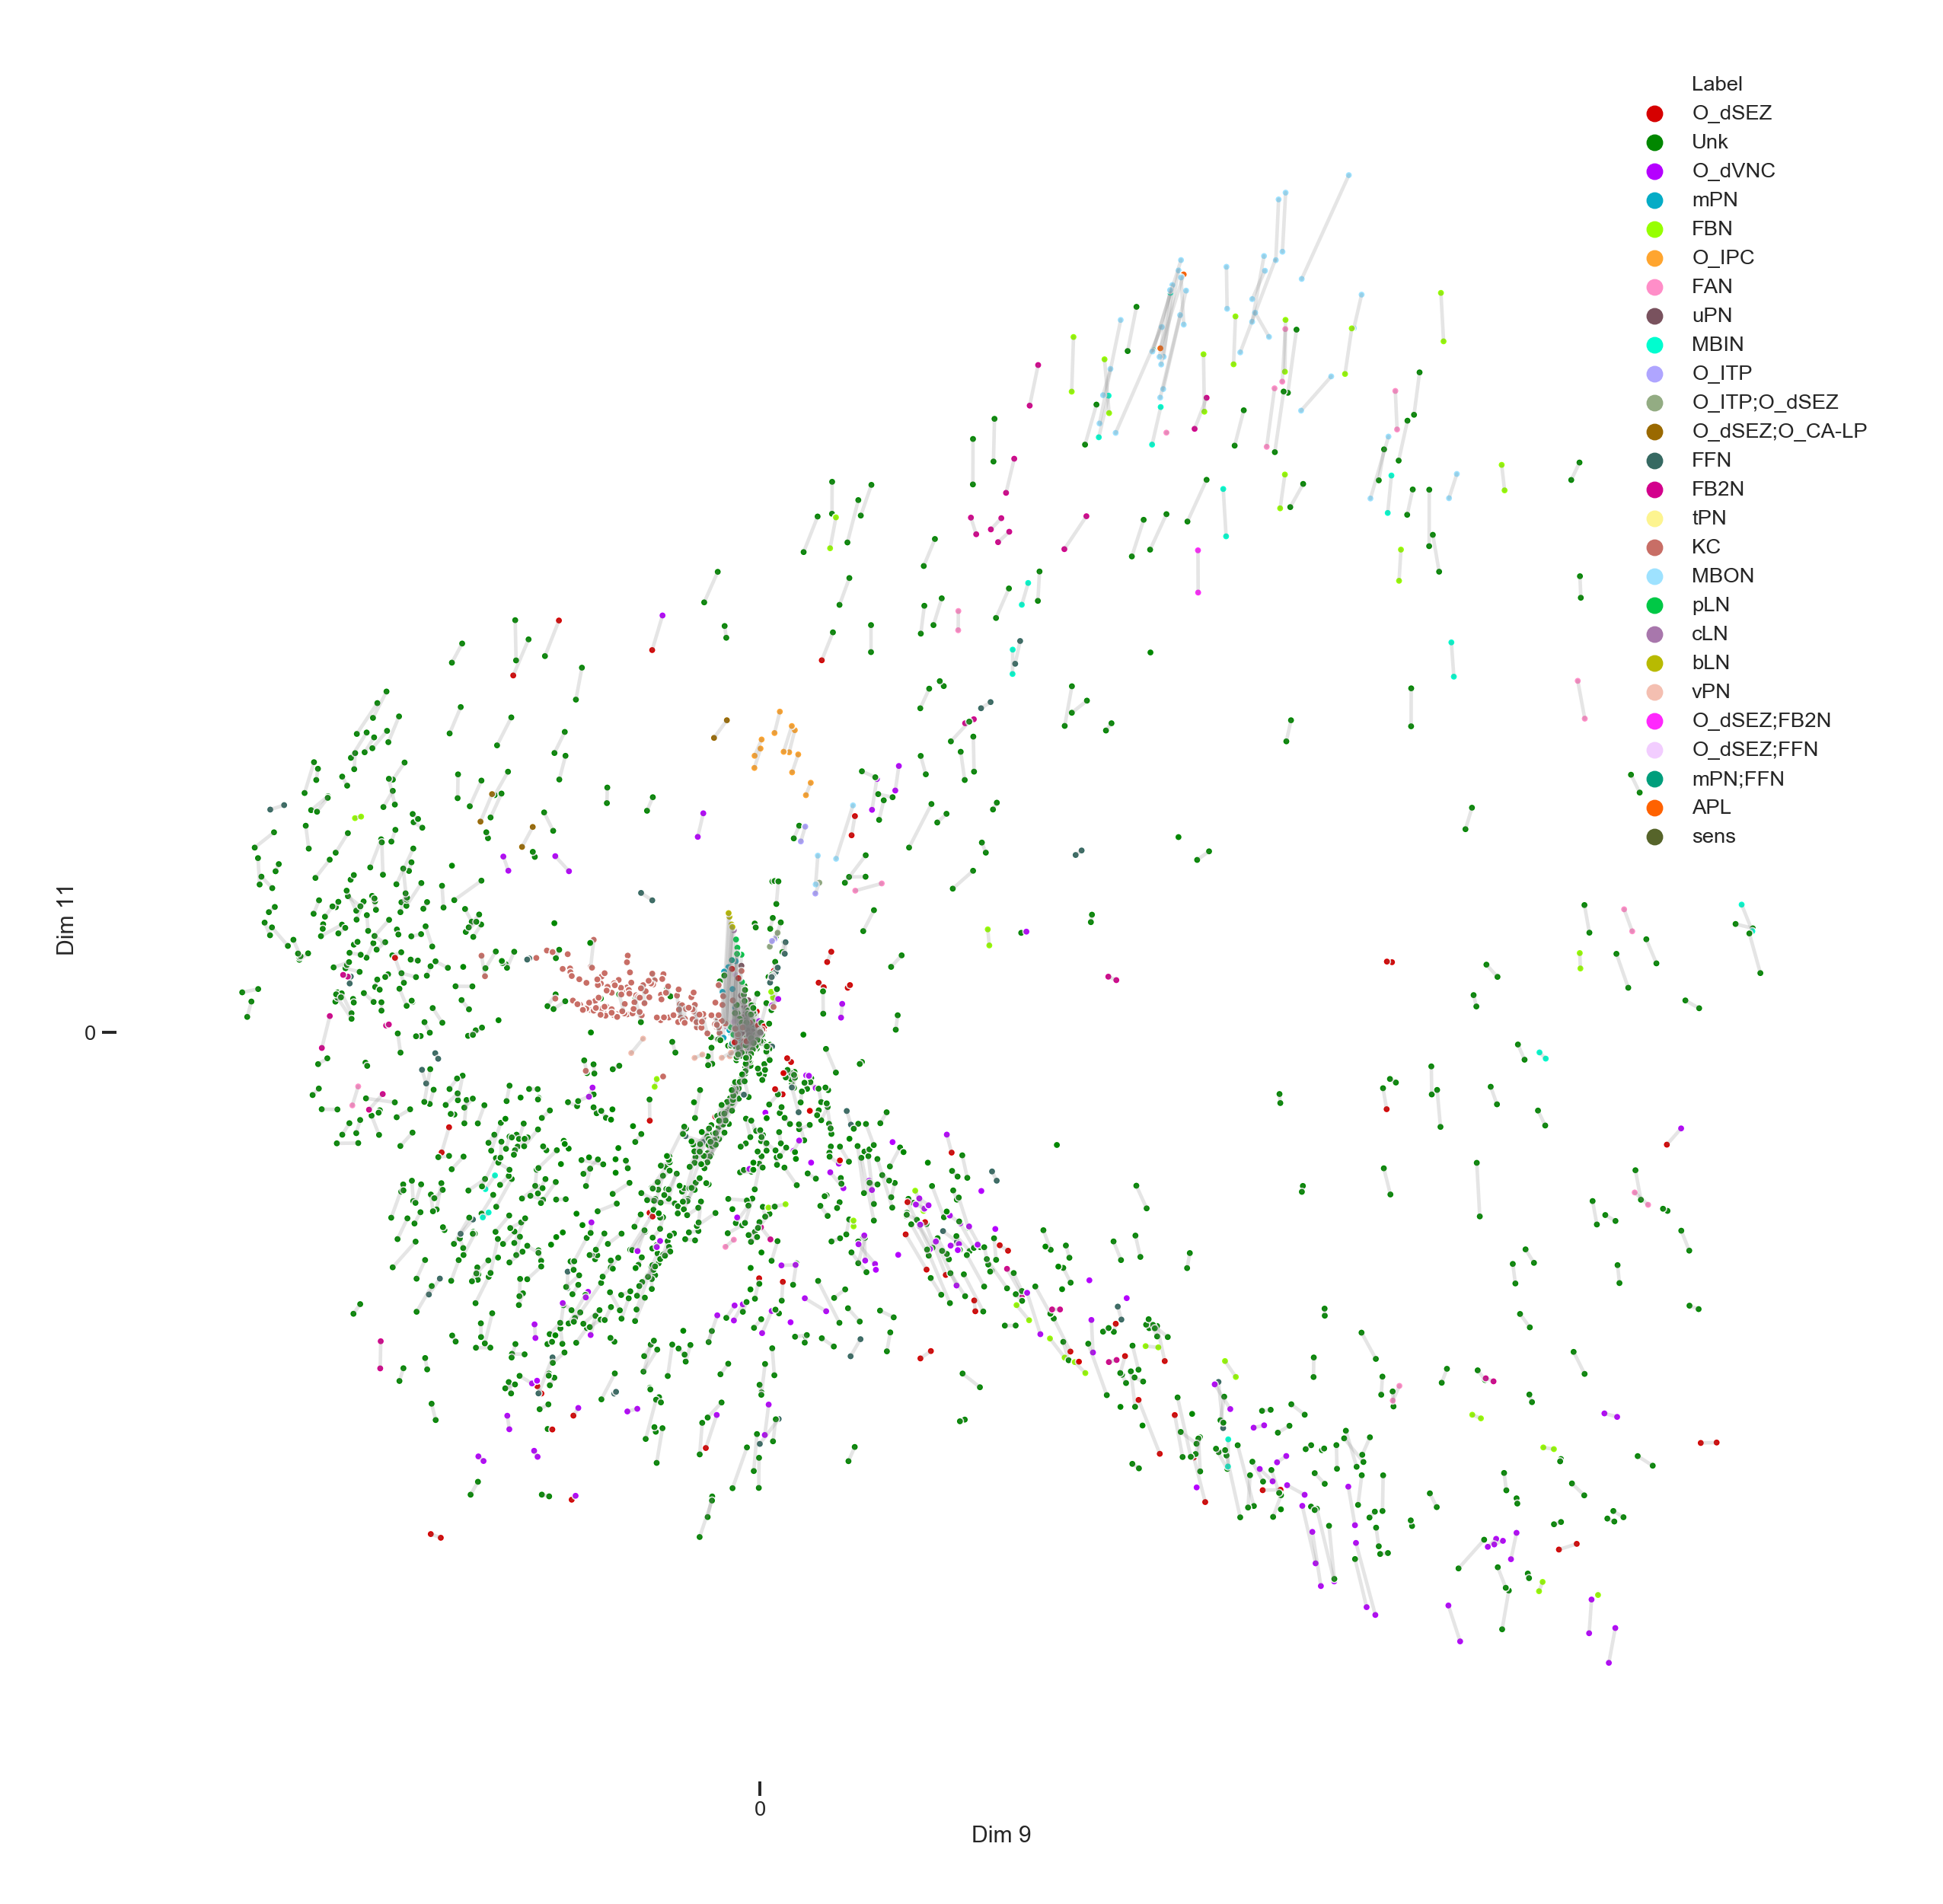 Label
O_dSEZ
Unk
O_dVNC
mPN
FBN
O_IPC
FAN
uPN
MBIN
O_ITP
O_ITP;O_dSEZ
O_dSEZ;O_CA-LP
FFN
FB2N
tPN
KC
MBON
pLN
cLN
bLN
vPN
O_dSEZ;FB2N
O_dSEZ;FFN
mPN;FFN
APL
sens
Dim 11
0
0
Dim 9